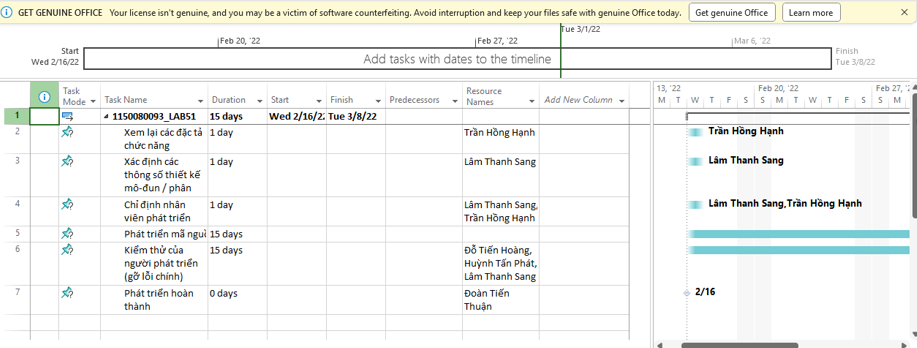 GET GENUINE OFFICE Your license isn't genuine, and you may be a victim of software counterfeiting. Avoid interruption and keep your files safe with genuine Office today. Get genuine Office Learn more
Tue 3/1/22
Feb 20, '22 Feb 27, '22 Mar 6, '22
Start
Wed 2/16/22
Add tasks with dates to the timeline
Finish
Tue 3/8/22
Task Mode Task Name Duration Start Finish Predecessors Resource Names Add New Column
13, '22 Feb 20, '22 Feb 27, '2
M T W T F S S M T W T F S S M
1 1150080093_LAB51 15 days Wed 2/16/2 Tue 3/8/22
2 Xem lại các đặc tả 1 day Trần Hồng Hạnh
chức năng
Trần Hồng Hạnh
3 Xác định các 1 day Lâm Thanh Sang
thông số thiết kế
mô-đun / phân
Lâm Thanh Sang
4 Chỉ định nhân 1 day Lâm Thanh Sang,
viên phát triển Trần Hồng Hạnh
Lâm Thanh Sang,Trần Hồng Hạnh
5 Phát triển mã nguồ 15 days
6 Kiểm thử của 15 days Đỗ Tiến Hoàng,
người phát triển Huỳnh Tấn Phát,
(gỡ lỗi chính) Lâm Thanh Sang
7 Phát triển hoàn 0 days Đoàn Tiến
thành Thuận
2/16